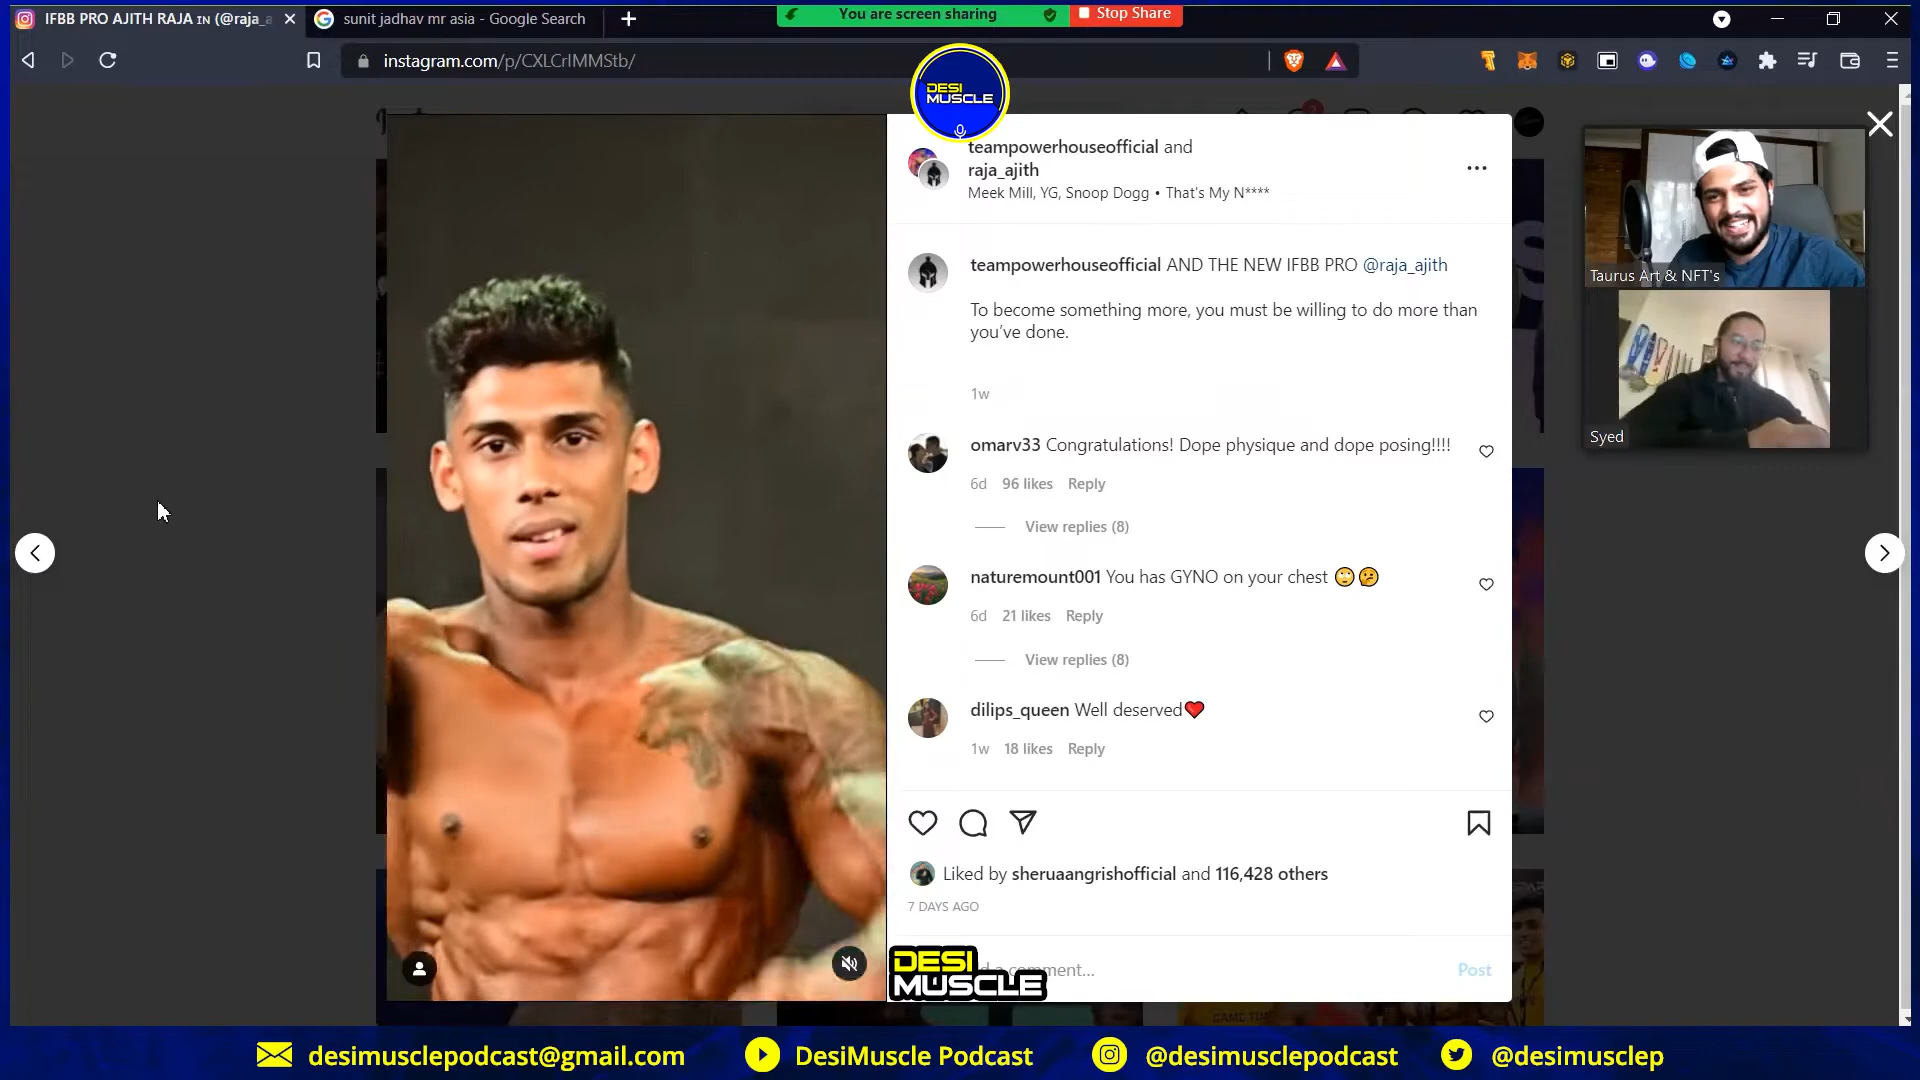 IFBB PRO AJITH RAJA IN (@raja_a
sunit jadhav mr asia - Google Search
You are screen sharing
Stop Share
instagram.com/p/CXLCrIMMStb/
DESI
MUSCLE
teampowerhouseofficial and
raja_ajith
Meek Mill, YG, Snoop Dogg • That's My N****
teampowerhouseofficial AND THE NEW IFBB PRO @raja_ajith
To become something more, you must be willing to do more than
you've done.
1w
omarv33 Congratulations! Dope physique and dope posing!!!!
6d 96 likes Reply
View replies (8)
naturemount001 You has GYNO on your chest 🙄🤨
6d 21 likes Reply
View replies (8)
dilips_queen Well deserved❤️
1w 18 likes Reply
Liked by sheruaangrishofficial and 116,428 others
7 DAYS AGO
comment...
Post
DESI
MUSCLE
Taurus Art & NFT's
Syed
desimusclepodcast@gmail.com
DesiMuscle Podcast
@desimusclepodcast
@desimusclep